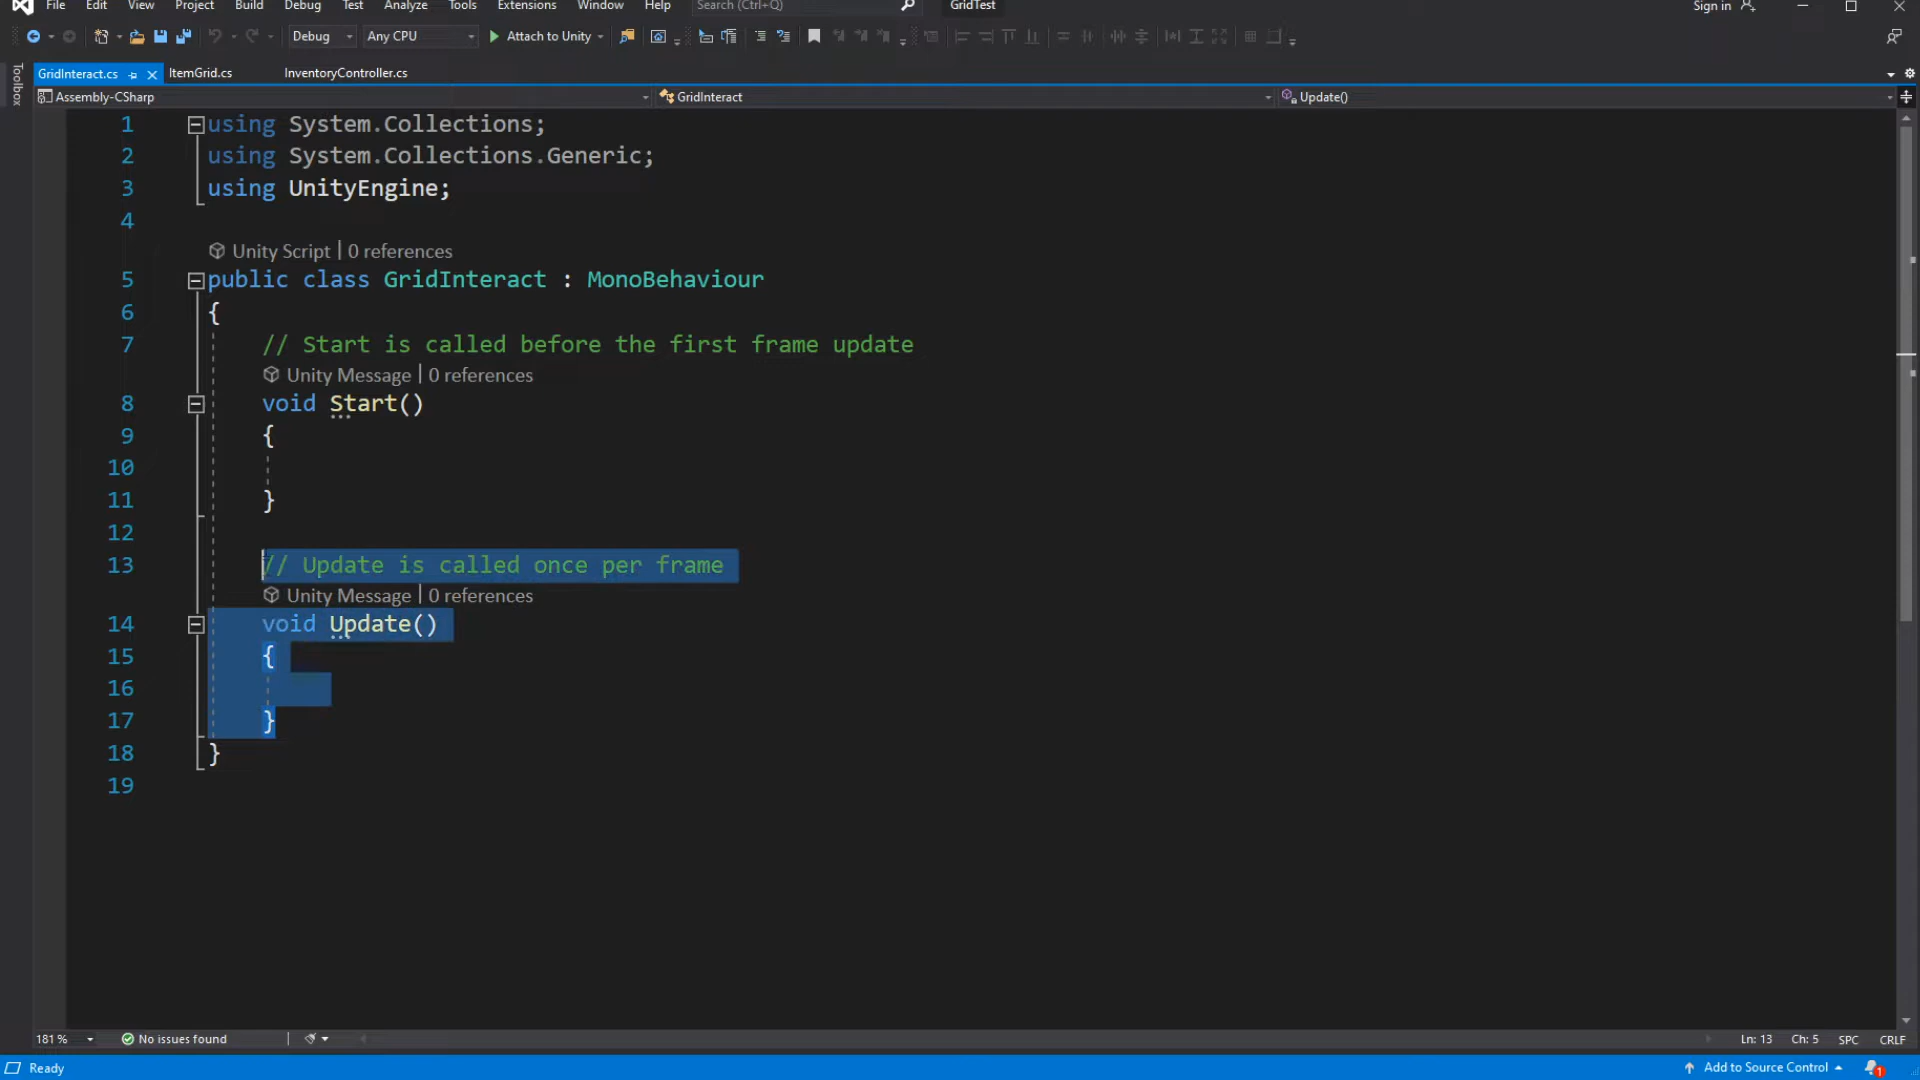 File Edit View Project Build Debug Test Analyze Tools Extensions Window Help Search (Ctrl+Q) GridTest Sign in
Debug Any CPU Attach to Unity
Toolbox
GridInteract.cs ItemGrid.cs InventoryController.cs
Assembly-CSharp GridInteract Update()
1 using System.Collections;
2 using System.Collections.Generic;
3 using UnityEngine;
4
Unity Script | 0 references
5 public class GridInteract : MonoBehaviour
6 {
7 // Start is called before the first frame update
Unity Message | 0 references
8 void Start()
9 {
10
11 }
12
13 // Update is called once per frame
Unity Message | 0 references
14 void Update()
15 {
16
17 }
18 }
19
181 % No issues found Ln: 13 Ch: 5 SPC CRLF
Ready Add to Source Control 1